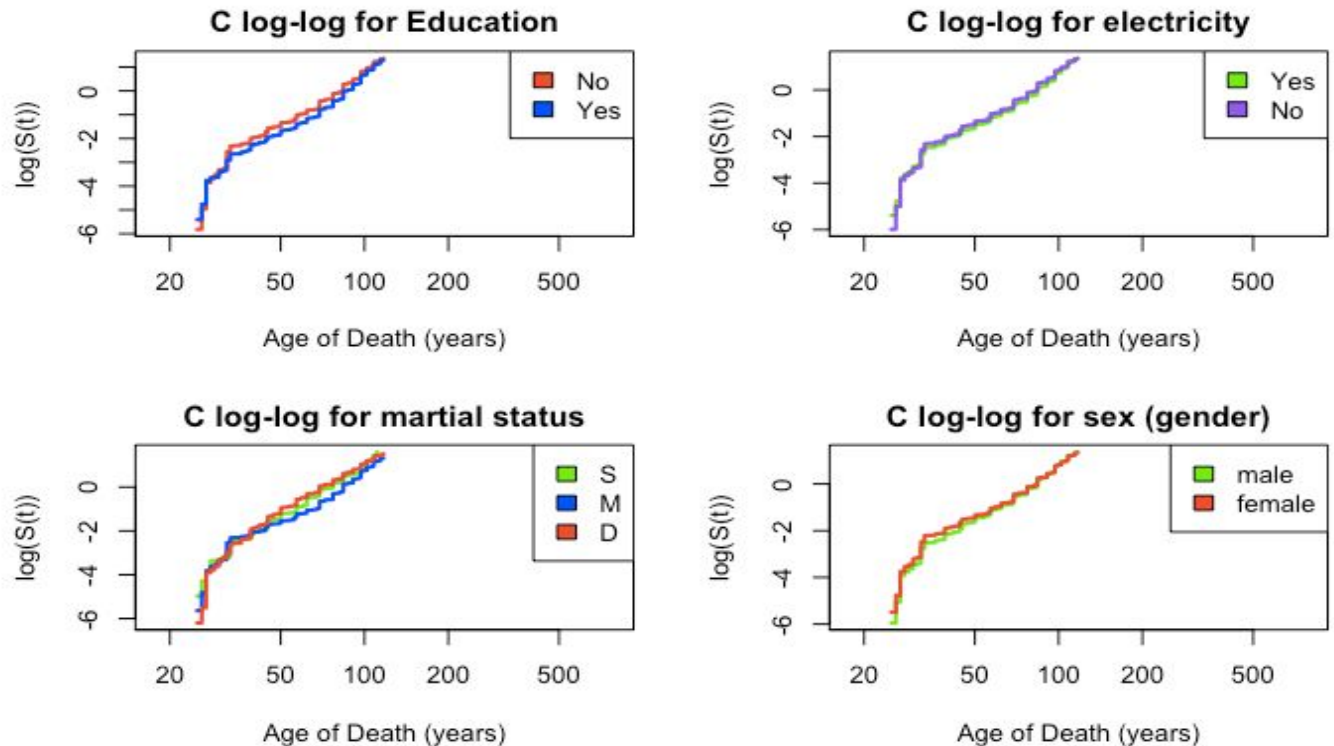 C log-log for Education
log(S(t))
0
-2
-4
-6
No
Yes
20 50 100 200 500
Age of Death (years)
C log-log for electricity
log(S(t))
0
-2
-4
-6
Yes
No
20 50 100 200 500
Age of Death (years)
C log-log for martial status
log(S(t))
0
-2
-4
-6
S
M
D
20 50 100 200 500
Age of Death (years)
C log-log for sex (gender)
log(S(t))
0
-2
-4
-6
male
female
20 50 100 200 500
Age of Death (years)